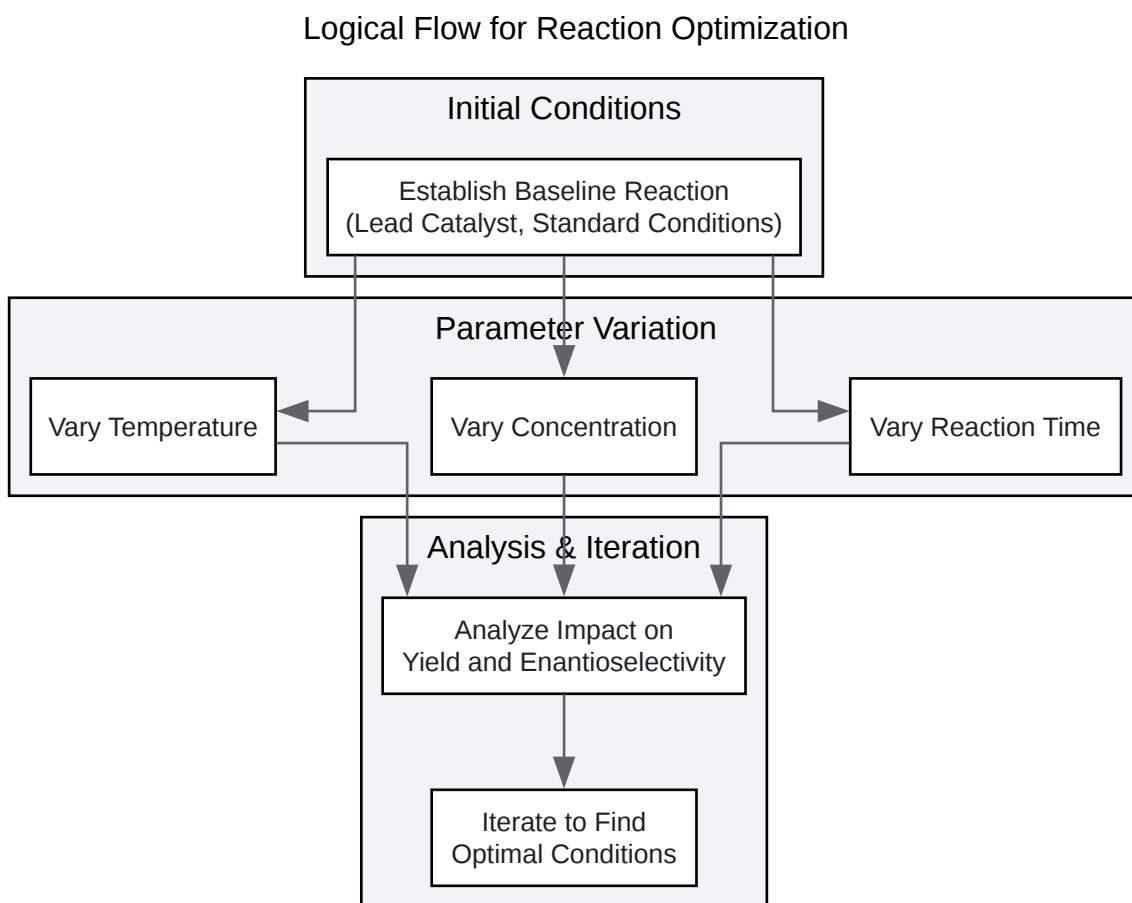 Logical Flow for Reaction Optimization
Initial Conditions
Establish Baseline Reaction
(Lead Catalyst, Standard Conditions)
Parameter Variation
Vary Temperature
Vary Concentration
Vary Reaction Time
Analysis & Iteration
Analyze Impact on
Yield and Enantioselectivity
Iterate to Find
Optimal Conditions